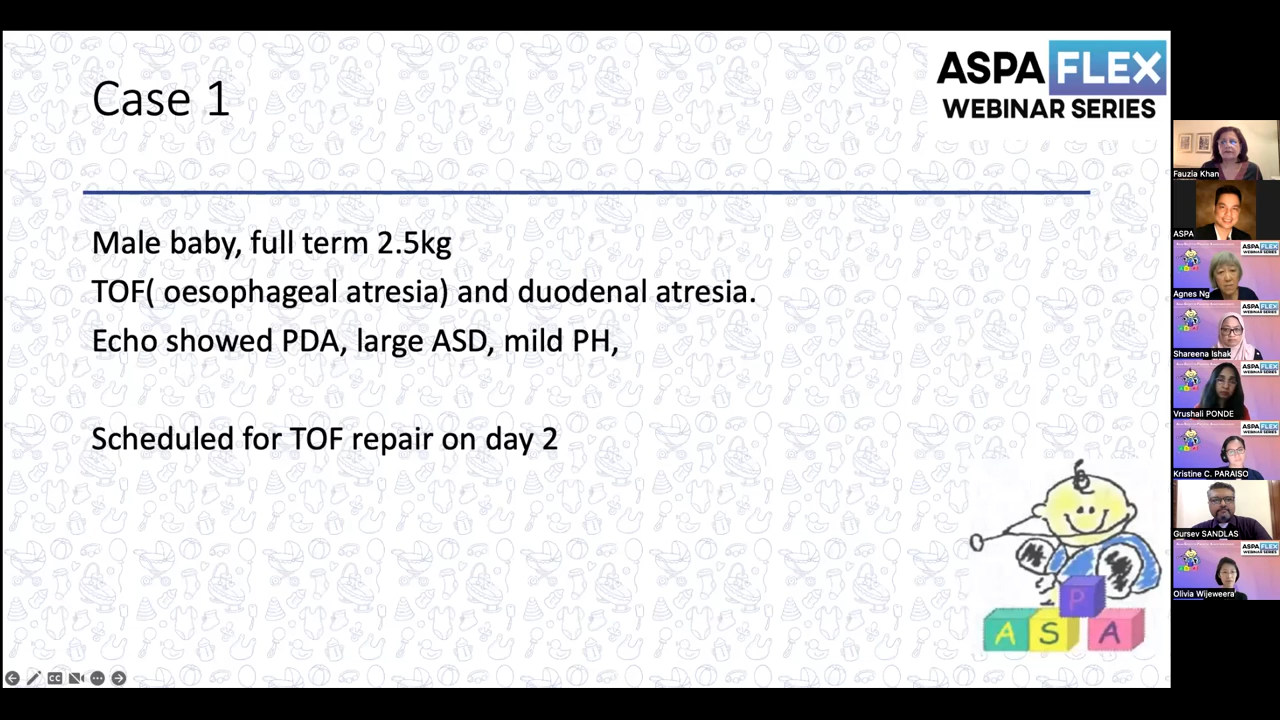 Case 1
ASPA FLEX
WEBINAR SERIES
Male baby, full term 2.5kg
TOF( oesophageal atresia) and duodenal atresia.
Echo showed PDA, large ASD, mild PH,
Scheduled for TOF repair on day 2
P
A S A
CC
Fauzia Khan
ASPA
Agnes Ng
Shareena Ishak
Vrushali PONDE
Kristine C. PARAISO
Gursev SANDLAS
Olivia Wijeweera